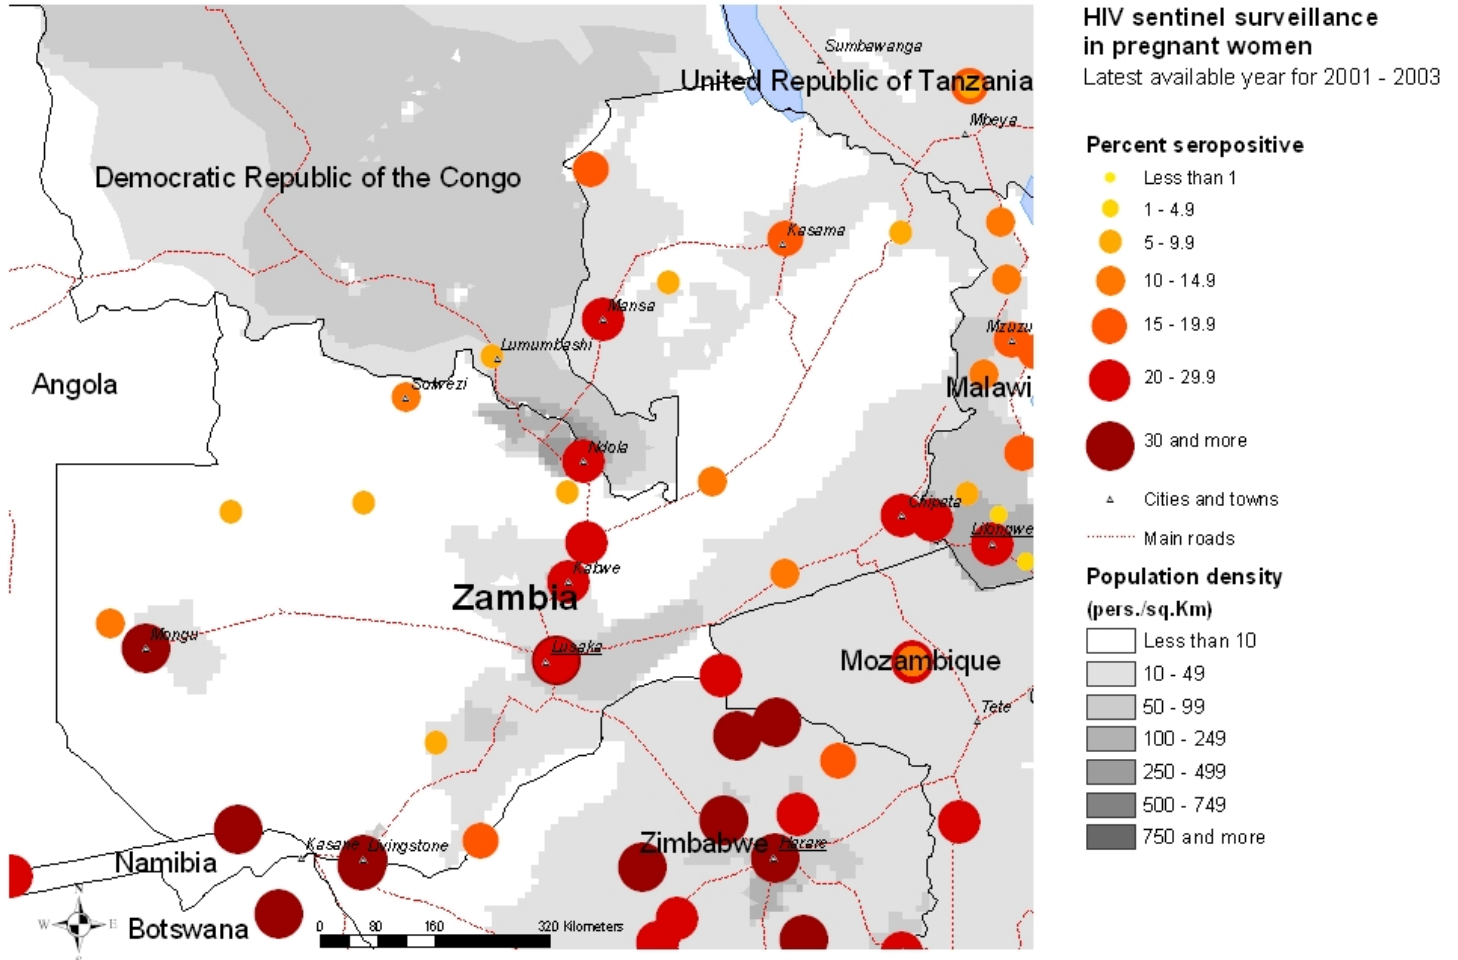 HIV sentinel surveillance
in pregnant women
Latest available year for 2001 - 2003
Percent seropositive
Less than 1
1 - 4.9
5 - 9.9
10 - 14.9
15 - 19.9
20 - 29.9
30 and more
Cities and towns
Main roads
Population density
(pers./sq.Km)
Less than 10
10 - 49
50 - 99
100 - 249
250 - 499
500 - 749
750 and more
Sumbawanga
United Republic of Tanzania
Mbeya
Democratic Republic of the Congo
Kasama
Mansa
Mzuzu
Lumumbashi
Angola
Solwezi
Malawi
Ndola
Chipata
Lilongwe
Kabwe
Zambia
Mongu
Lusaka
Mozambique
Tete
Zimbabwe
Harare
Kasane
Livingstone
Namibia
Botswana
N
W
E
S
0 80 160 320 Kilometers